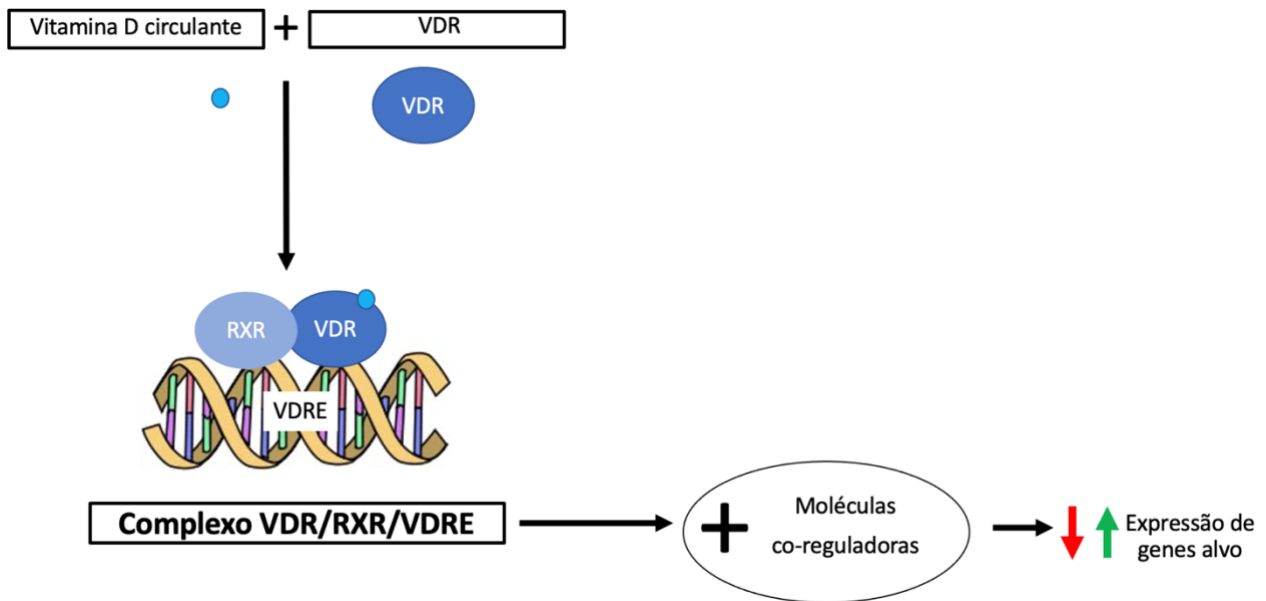 Vitamina D circulante
+
VDR
VDR
RXR
VDR
VDRE
Complexo VDR/RXR/VDRE
+
Moléculas
co-reguladoras
Expressão de
genes alvo